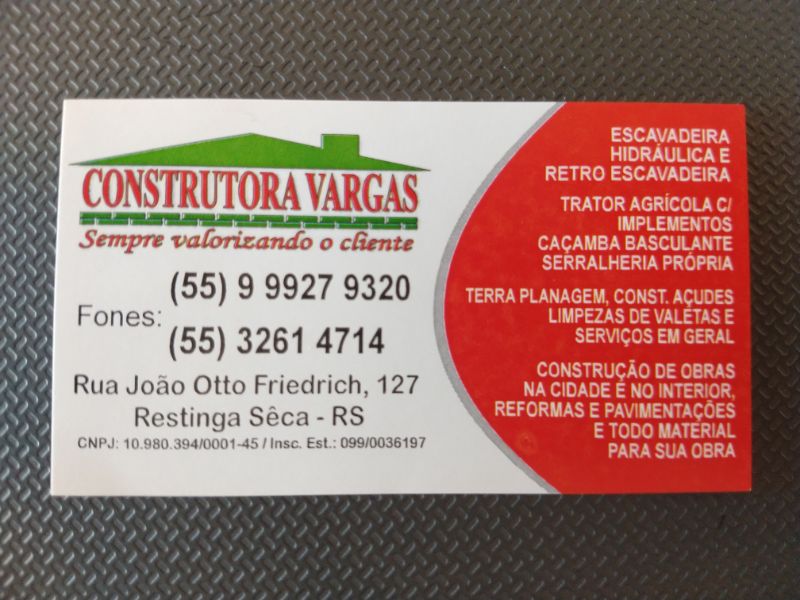 CONSTRUTORA VARGAS
Sempre valorizando o cliente
Fones:
(55) 9 9927 9320
(55) 3261 4714
Rua João Otto Friedrich, 127
Restinga Sêca - RS
CNPJ: 10.980.394/0001-45 / Insc. Est.: 099/0036197
ESCAVADEIRA
HIDRÁULICA E
RETRO ESCAVADEIRA
TRATOR AGRÍCOLA C/
IMPLEMENTOS
CAÇAMBA BASCULANTE
SERRALHERIA PRÓPRIA
TERRA PLANAGEM, CONST. AÇUDES
LIMPEZAS DE VALETAS E
SERVIÇOS EM GERAL
CONSTRUÇÃO DE OBRAS
NA CIDADE E NO INTERIOR,
REFORMAS E PAVIMENTAÇÕES
E TODO MATERIAL
PARA SUA OBRA